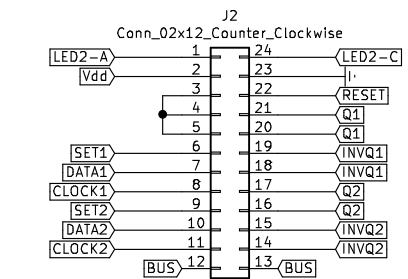 J2
Conn_02x12_Counter_Clockwise
LED2-A 1 24 LED2-C
Vdd 2 23
3 22 RESET
4 21 Q1
5 20 Q1
SET1 6 19 INVQ1
DATA1 7 18 INVQ1
CLOCK1 8 17 Q2
SET2 9 16 Q2
DATA2 10 15 INVQ2
CLOCK2 11 14 INVQ2
BUS 12 13 BUS